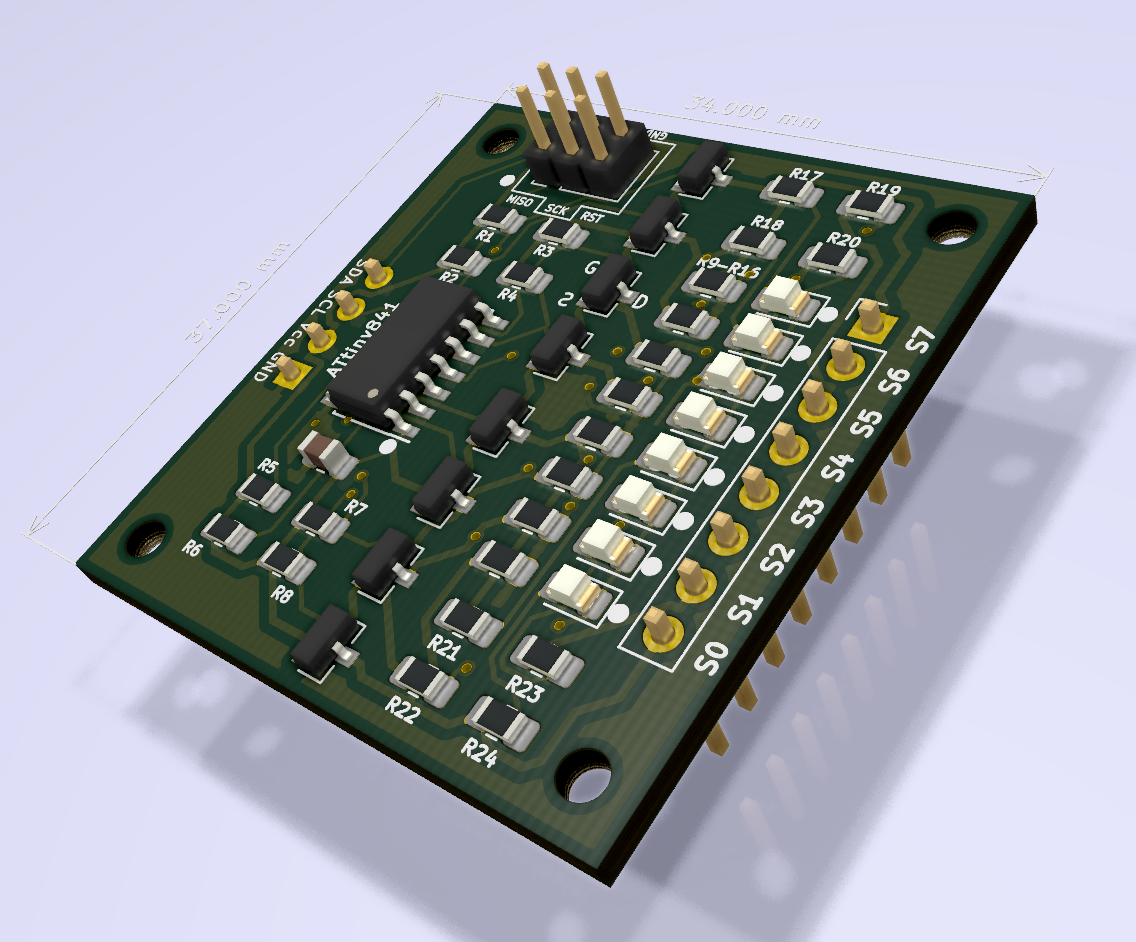 34.000 mm
37.000 mm
GND
MISO
SCK
RST
R17
R19
R1
R3
R18
R20
R2
R4
G
S
D
R9-R16
SDA
SCL
Vcc
GND
ATtiny841
S7
S6
S5
S4
S3
S2
S1
S0
R5
R7
R6
R8
R21
R23
R22
R24